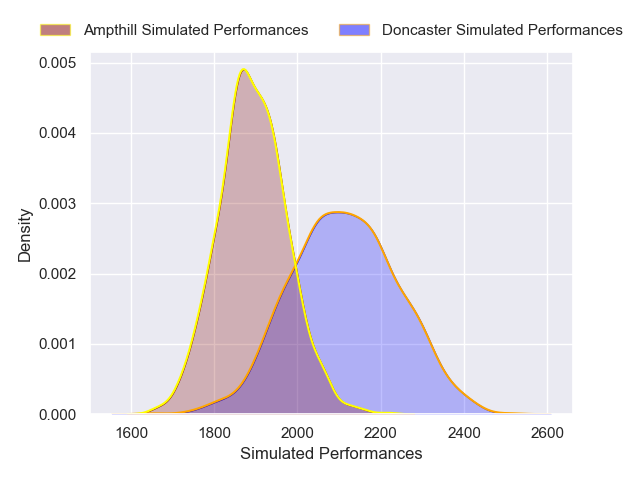 Ampthill Simulated Performances Doncaster Simulated Performances
0.005
0.004
0.003
0.002
0.001
0.000
Density
1600 1800 2000 2200 2400 2600
Simulated Performances